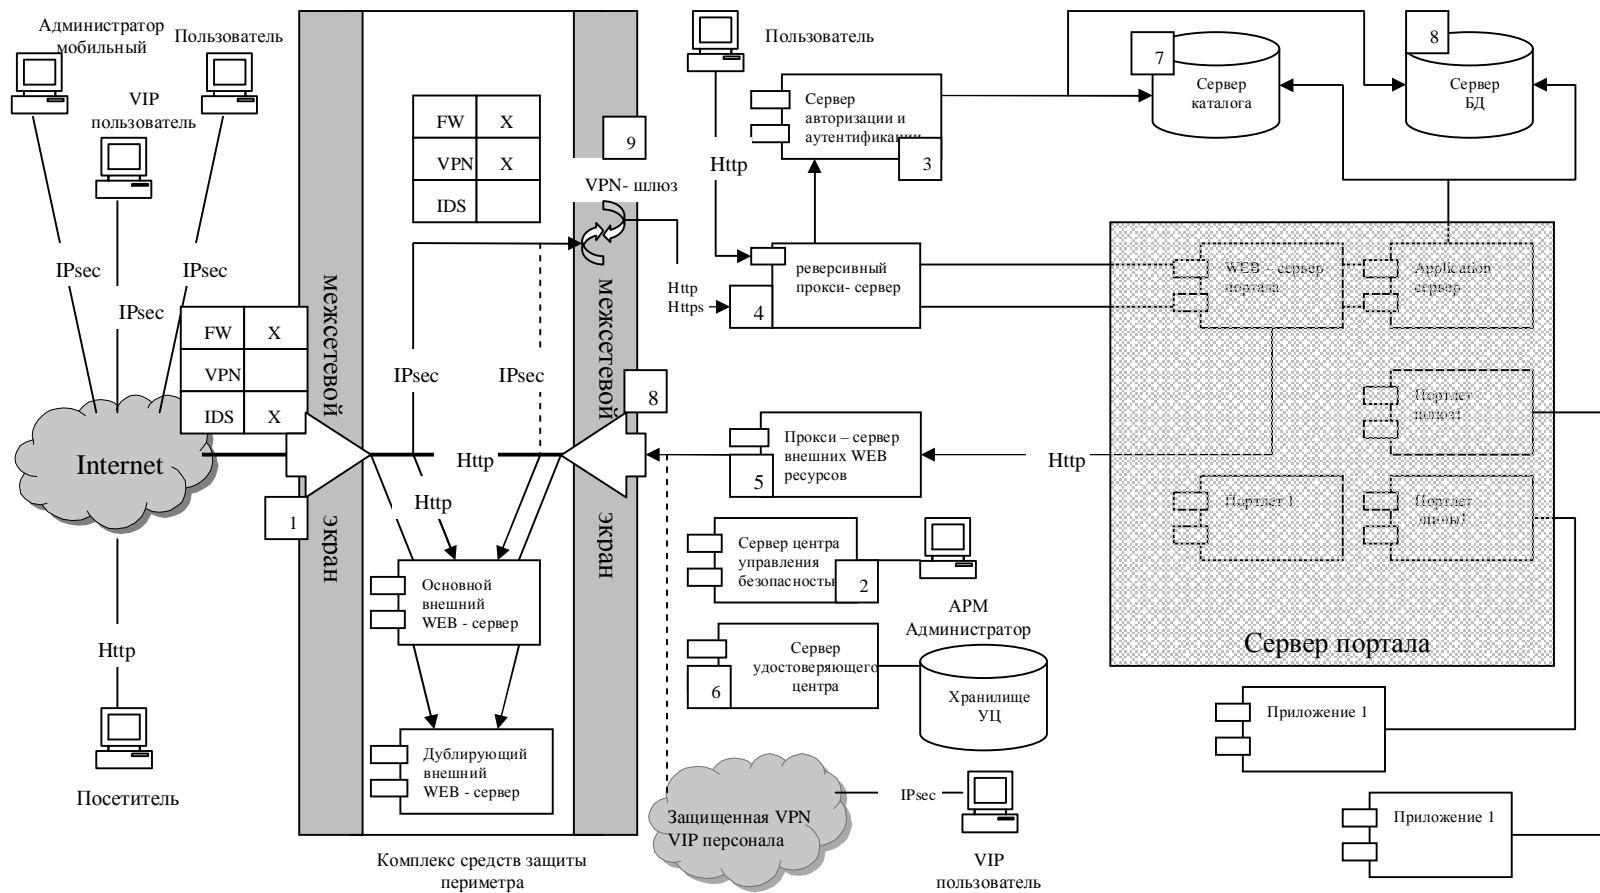 Администратор
мобильный
Пользователь
VIP
пользователь
IPsec
IPsec
IPsec
FW X
VPN
IDS X
Internet
1
Http
Посетитель
межсетевой
экран
FW X
VPN X
IDS
9
VPN- шлюз
IPsec
IPsec
Http
Http
межсетевой
экран
8
Основной
внешний
WEB - сервер
Дублирующий
внешний
WEB - сервер
Комплекс средств защиты
периметра
Пользователь
Http
Сервер
авторизации и
аутентификации
3
Http
Https
реверсивный
прокси- сервер
4
Прокси – сервер
внешних WEB
ресурсов
5
Http
Сервер центра
управления
безопасностью
2
АРМ
Администратор
Сервер
удостоверяющего
центра
6
Хранилище
УЦ
Защищенная VPN
VIP персонала
IPsec
VIP
пользователь
7
Сервер
каталога
8
Сервер
БД
WEB – сервер
портала
Application
сервер
Портлет
шлюз1
Портлет 1
Портлет
Сервер портала
Приложение 1
Приложение 1